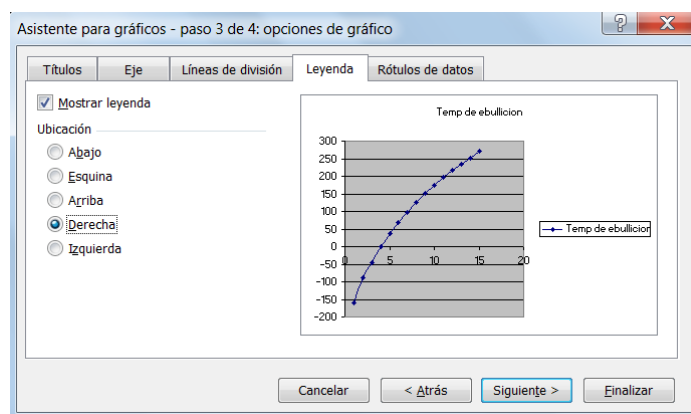 Asistente para gráficos - paso 3 de 4: opciones de gráfico
Títulos Eje Líneas de división Leyenda Rótulos de datos
Mostrar leyenda
Ubicación
Abajo
Esquina
Arriba
Derecha
Izquierda
Temp de ebullicion
300
250
200
150
100
50
0
-50
-100
-150
-200
0 5 10 15 20
Temp de ebullicion
Cancelar < Atrás Siguiente > Finalizar